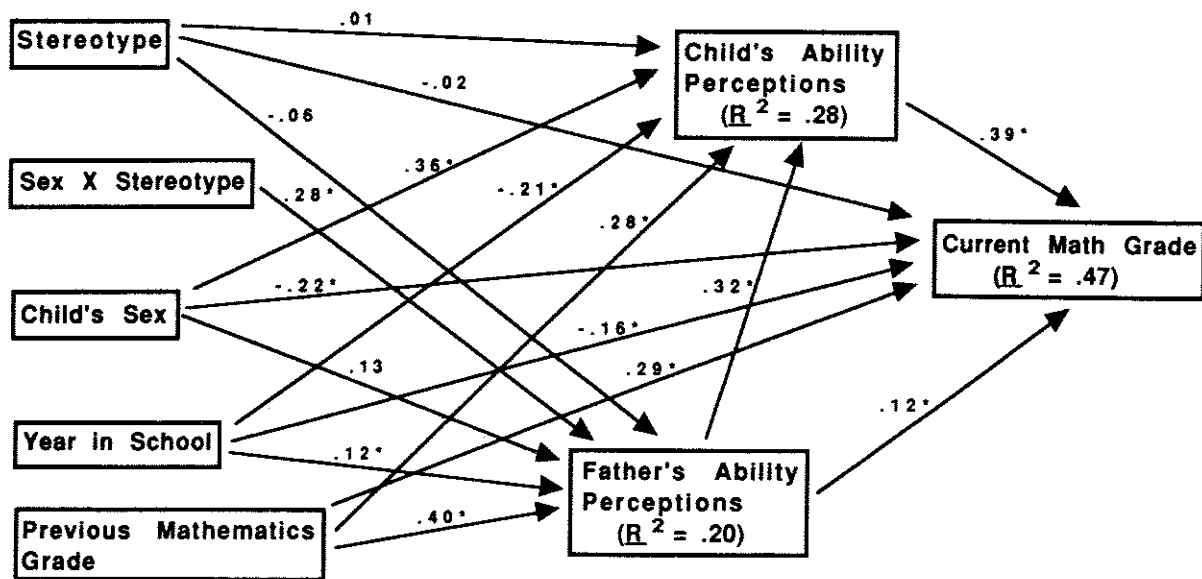 Stereotype
.01
Child's Ability
Perceptions
(R² = .28)
-.02
-.06
.39*
Sex X Stereotype
.36*
-.21*
.28*
.28*
Current Math Grade
(R² = .47)
Child's Sex
-.22*
.32*
-.16*
.13
.29*
.12*
Year in School
.12*
Father's Ability
Perceptions
(R² = .20)
Previous Mathematics
Grade
.40*